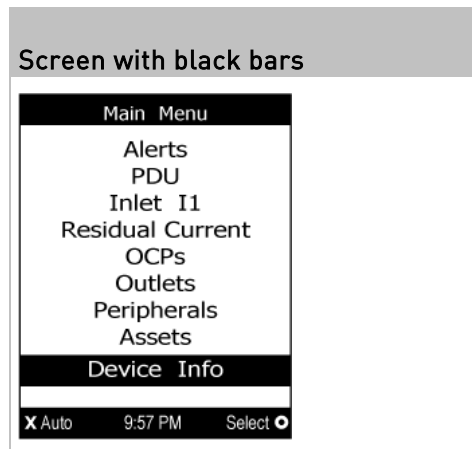 Screen with black bars
Main Menu
Alerts
PDU
Inlet I1
Residual Current
OCPs
Outlets
Peripherals
Assets
Device Info
X Auto 9:57 PM Select